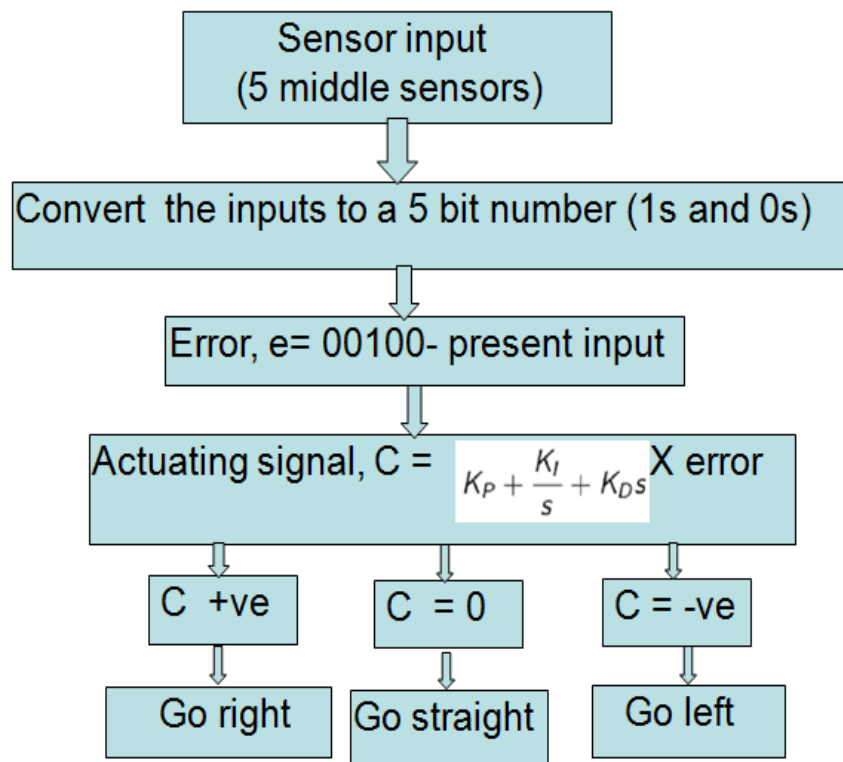 Sensor input
(5 middle sensors)
Convert the inputs to a 5 bit number (1s and 0s)
Error, e= 00100- present input
Actuating signal, C = K_P + \frac{K_I}{s} + K_D s X error
C +ve
C = 0
C = -ve
Go right
Go straight
Go left